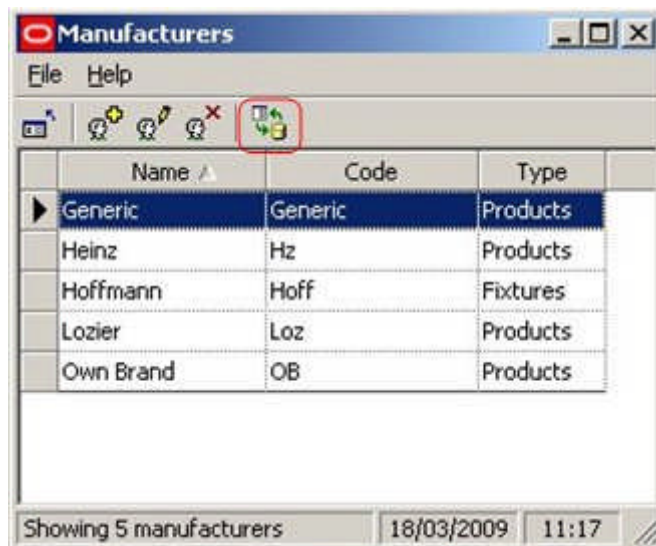 Manufacturers
File Help
Name Code Type
Generic Generic Products
Heinz Hz Products
Hoffmann Hoff Fixtures
Lozier Loz Products
Own Brand OB Products
Showing 5 manufacturers 18/03/2009 11:17